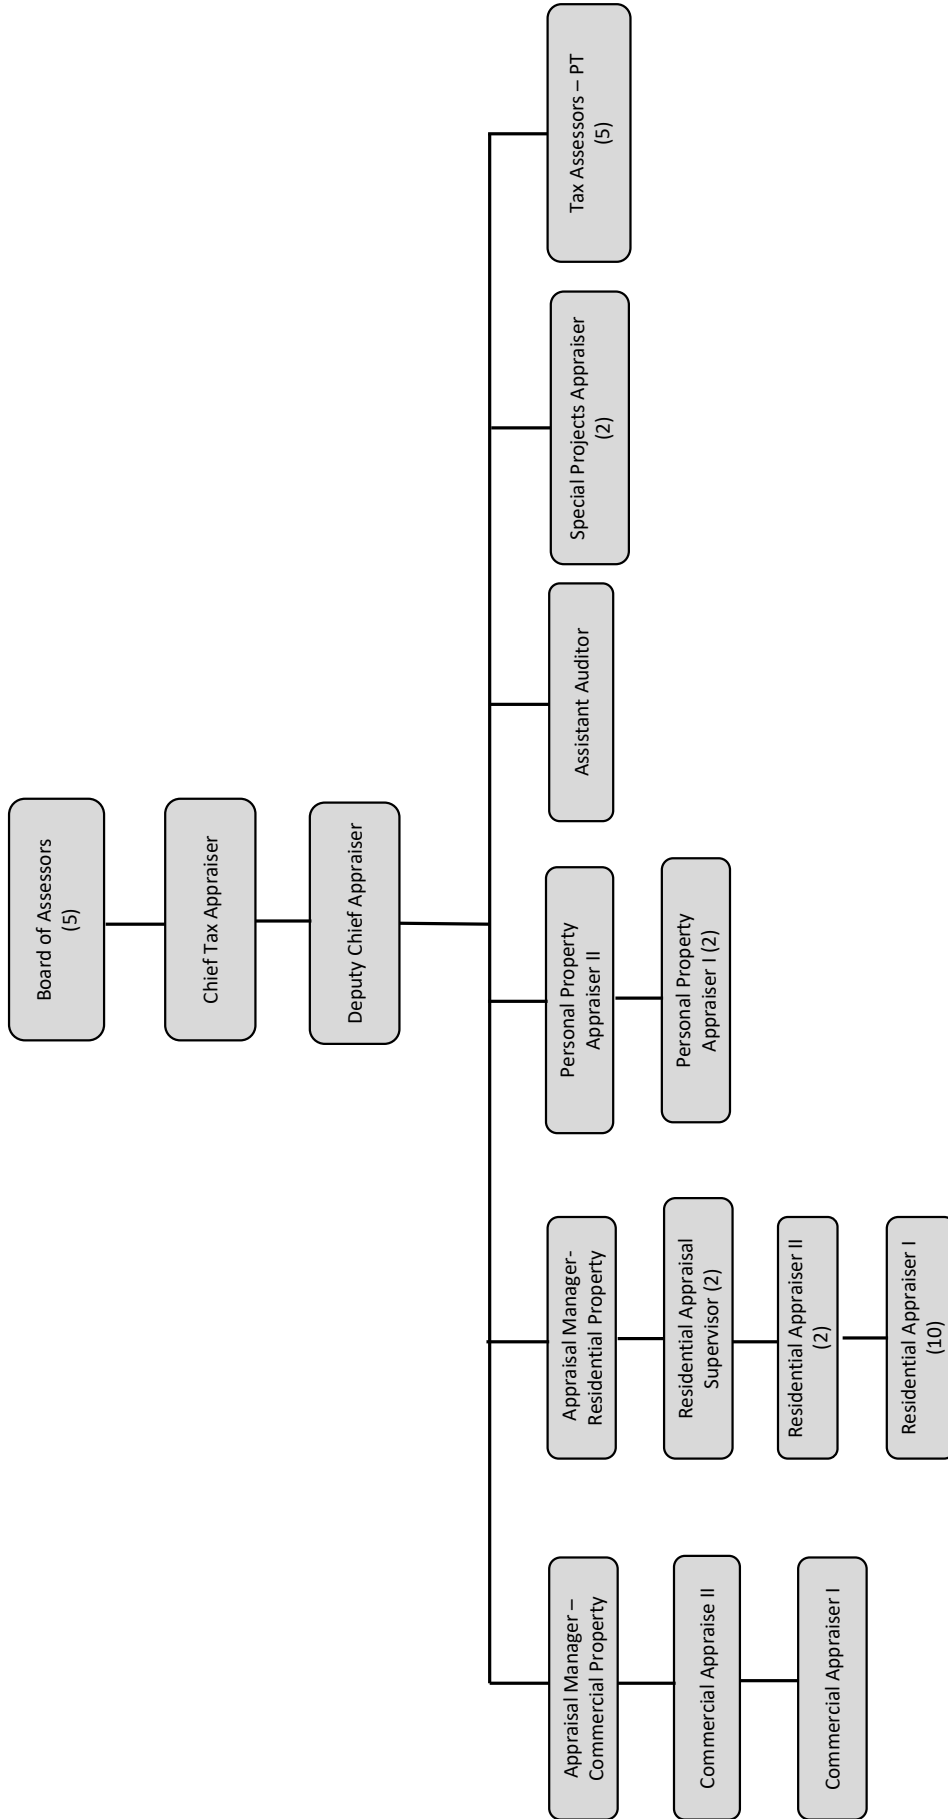 Board of Assessors
(5)
Chief Tax Appraiser
Deputy Chief Appraiser
Appraisal Manager –
Commercial Property
Commercial Appraise II
Commercial Appraiser I
Appraisal Manager-
Residential Property
Residential Appraisal
Supervisor (2)
Residential Appraiser II
(2)
Residential Appraiser I
(10)
Personal Property
Appraiser II
Personal Property
Appraiser I (2)
Assistant Auditor
Special Projects Appraiser
(2)
Tax Assessors – PT
(5)